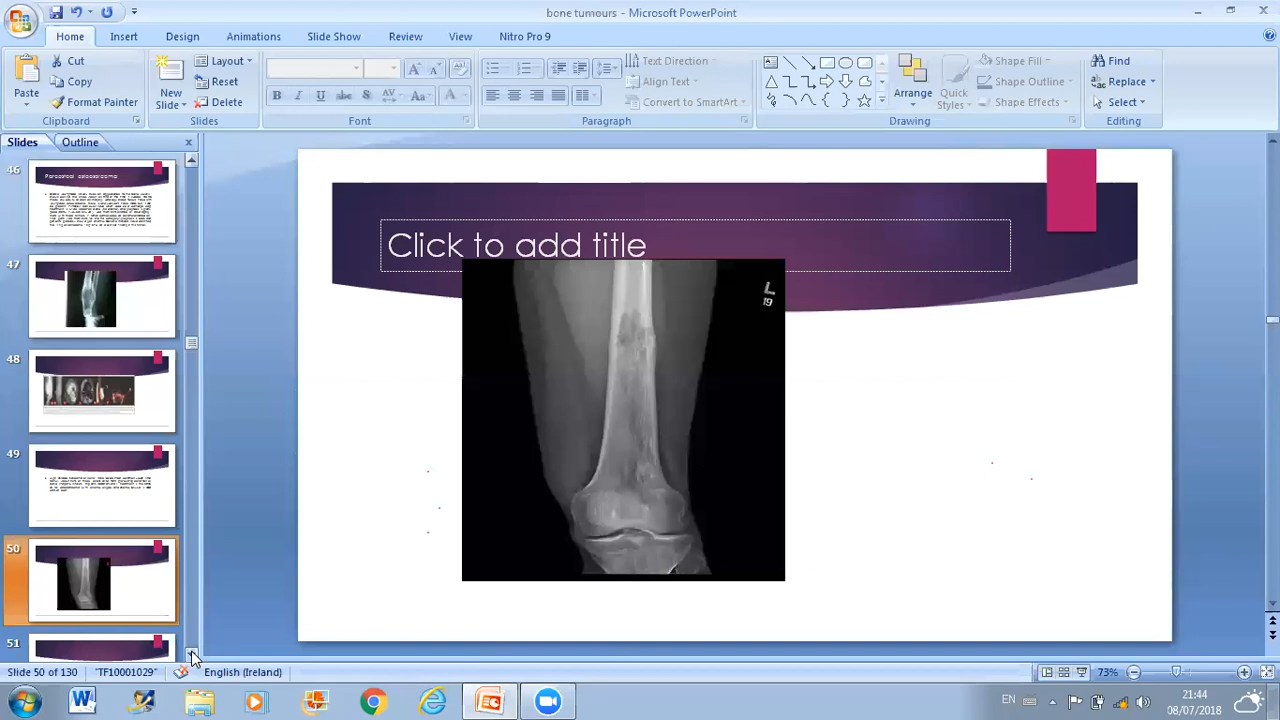 bone tumours - Microsoft PowerPoint
Home Insert Design Animations Slide Show Review View Nitro Pro 9
Paste
Cut
Copy
Format Painter
Clipboard
New Slide
Layout
Reset
Delete
Slides
B I U abc S AV Aa A
Font
Text Direction
Align Text
Convert to SmartArt
Paragraph
Arrange
Quick Styles
Shape Fill
Shape Outline
Shape Effects
Drawing
Find
Replace
Select
Editing
Slides Outline
46
Parosteal osteosarcoma
47
48
49
50
51
Click to add title
L
19
Slide 50 of 130 "TF10001029" English (Ireland) 73%
EN 21:44
08/07/2018